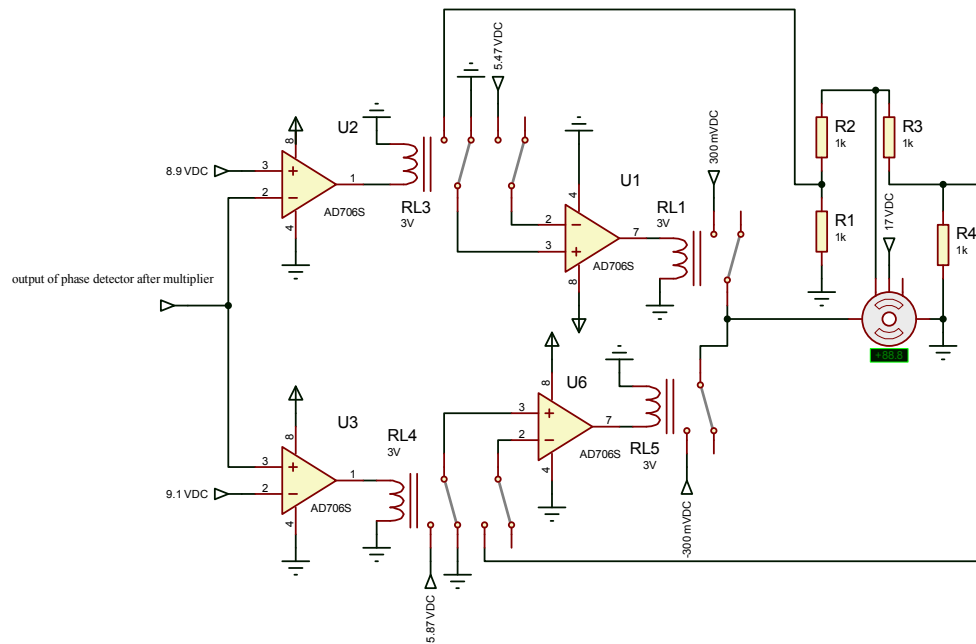 5.47 VDC
U2
8
8.9 VDC
3
2
1
4
AD706S
RL3
3V
U1
4
2
3
7
8
AD706S
RL1
3V
300 mVDC
R2
1k
R3
1k
R1
1k
17 VDC
R4
1k
+88.8
output of phase detector after multiplier
U3
8
3
9.1 VDC
2
1
4
AD706S
RL4
3V
5.87 VDC
U6
8
3
2
7
4
AD706S
RL5
3V
-300 mVDC